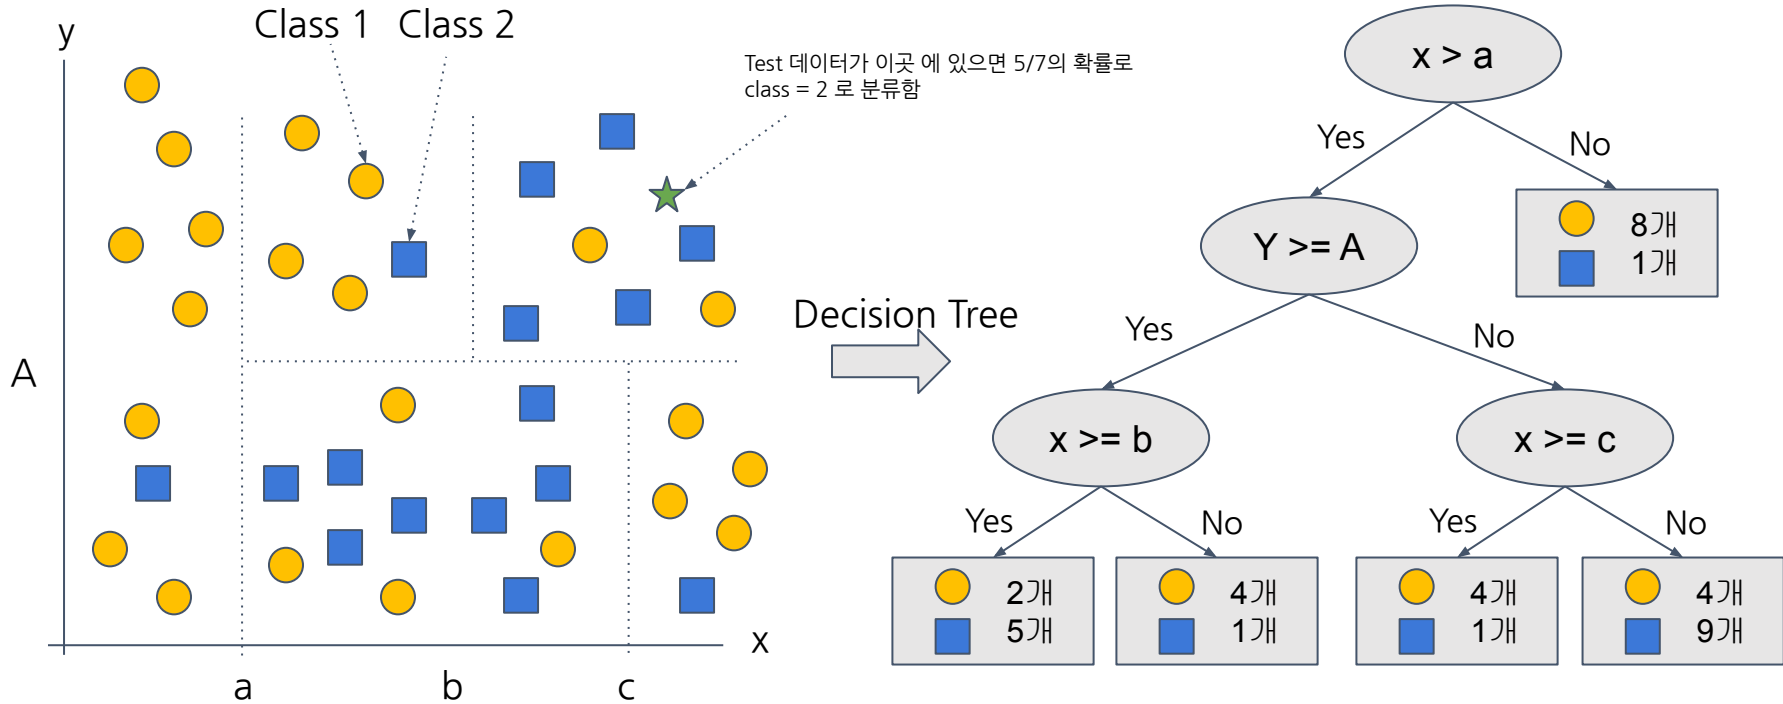 y
Class 1
Class 2
Test 데이터가 이곳 에 있으면 5/7의 확률로
class = 2 로 분류함
A
a
b
c
x
Decision Tree
x > a
Yes
No
8개
1개
Y >= A
Yes
No
x >= b
x >= c
Yes
No
Yes
No
2개
5개
4개
1개
4개
1개
4개
9개